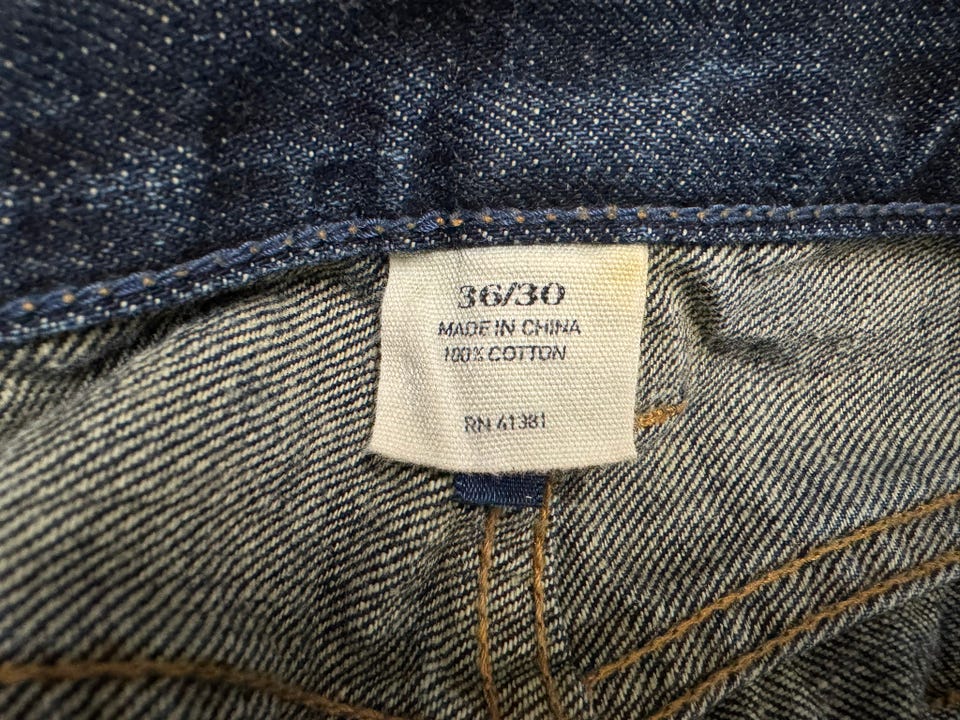 36/30
MADE IN CHINA
100% COTTON
RN 41381